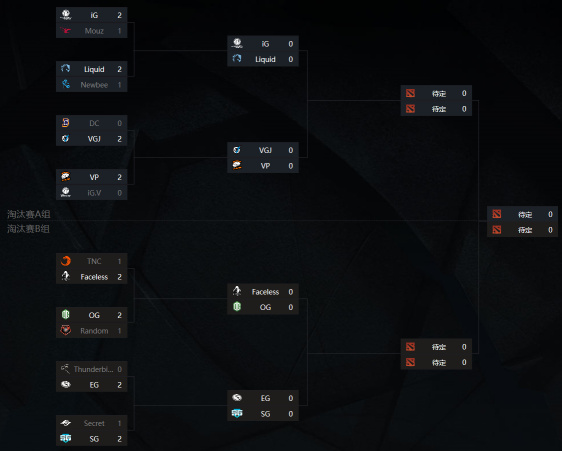 iG 2
Mouz 1
Liquid 2
Newbee 1
DC 0
VGJ 2
VP 2
iG.V 0
淘汰赛A组
淘汰赛B组
TNC 1
Faceless 2
OG 2
Random 1
Thunderbi... 0
EG 2
Secret 1
SG 2
iG 0
Liquid 0
VGJ 0
VP 0
Faceless 0
OG 0
EG 0
SG 0
待定 0
待定 0
待定 0
待定 0
待定 0
待定 0